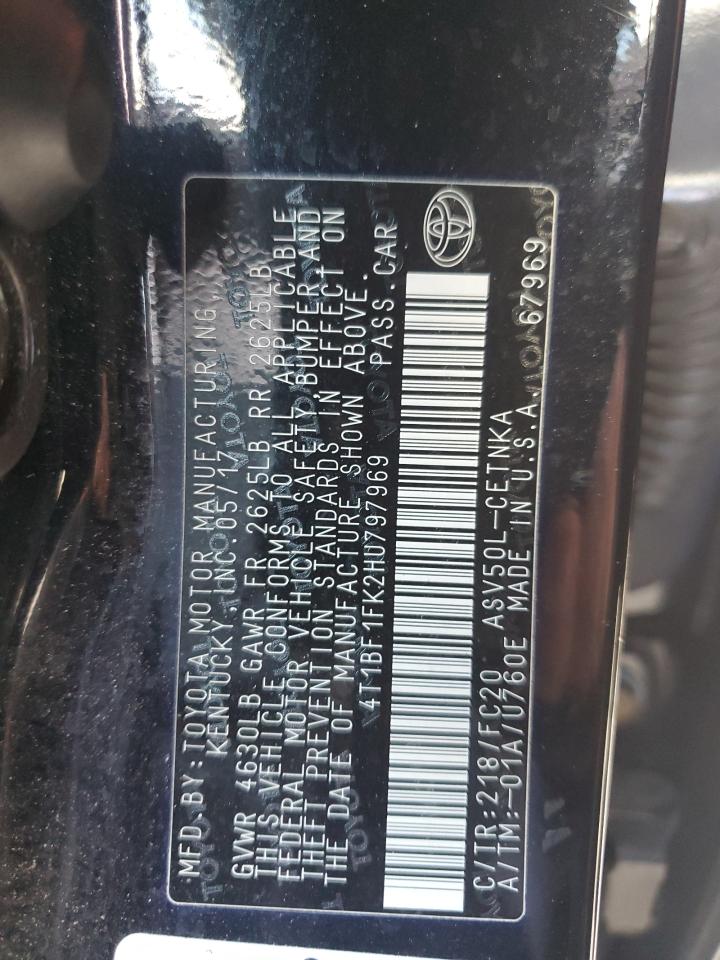 MFD.BY:TOYOTA MOTOR MANUFACTURING,
KENTUCKY,INC.05/17
GVWR 4630LB GAWR FR 2625LB RR 2625LB
THIS VEHICLE CONFORMS TO ALL APPLICABLE
FEDERAL MOTOR VEHICLE SAFETY,BUMPER AND
THEFT PREVENTION STANDARDS IN EFFECT ON
THE DATE OF MANUFACTURE SHOWN ABOVE.
4T1BF1FK2HU797969 PASS.CAR
C/TR:218/FC20 ASV50L-CETNKA
A/TM:-01A/U760E MADE IN U.S.A. 67969